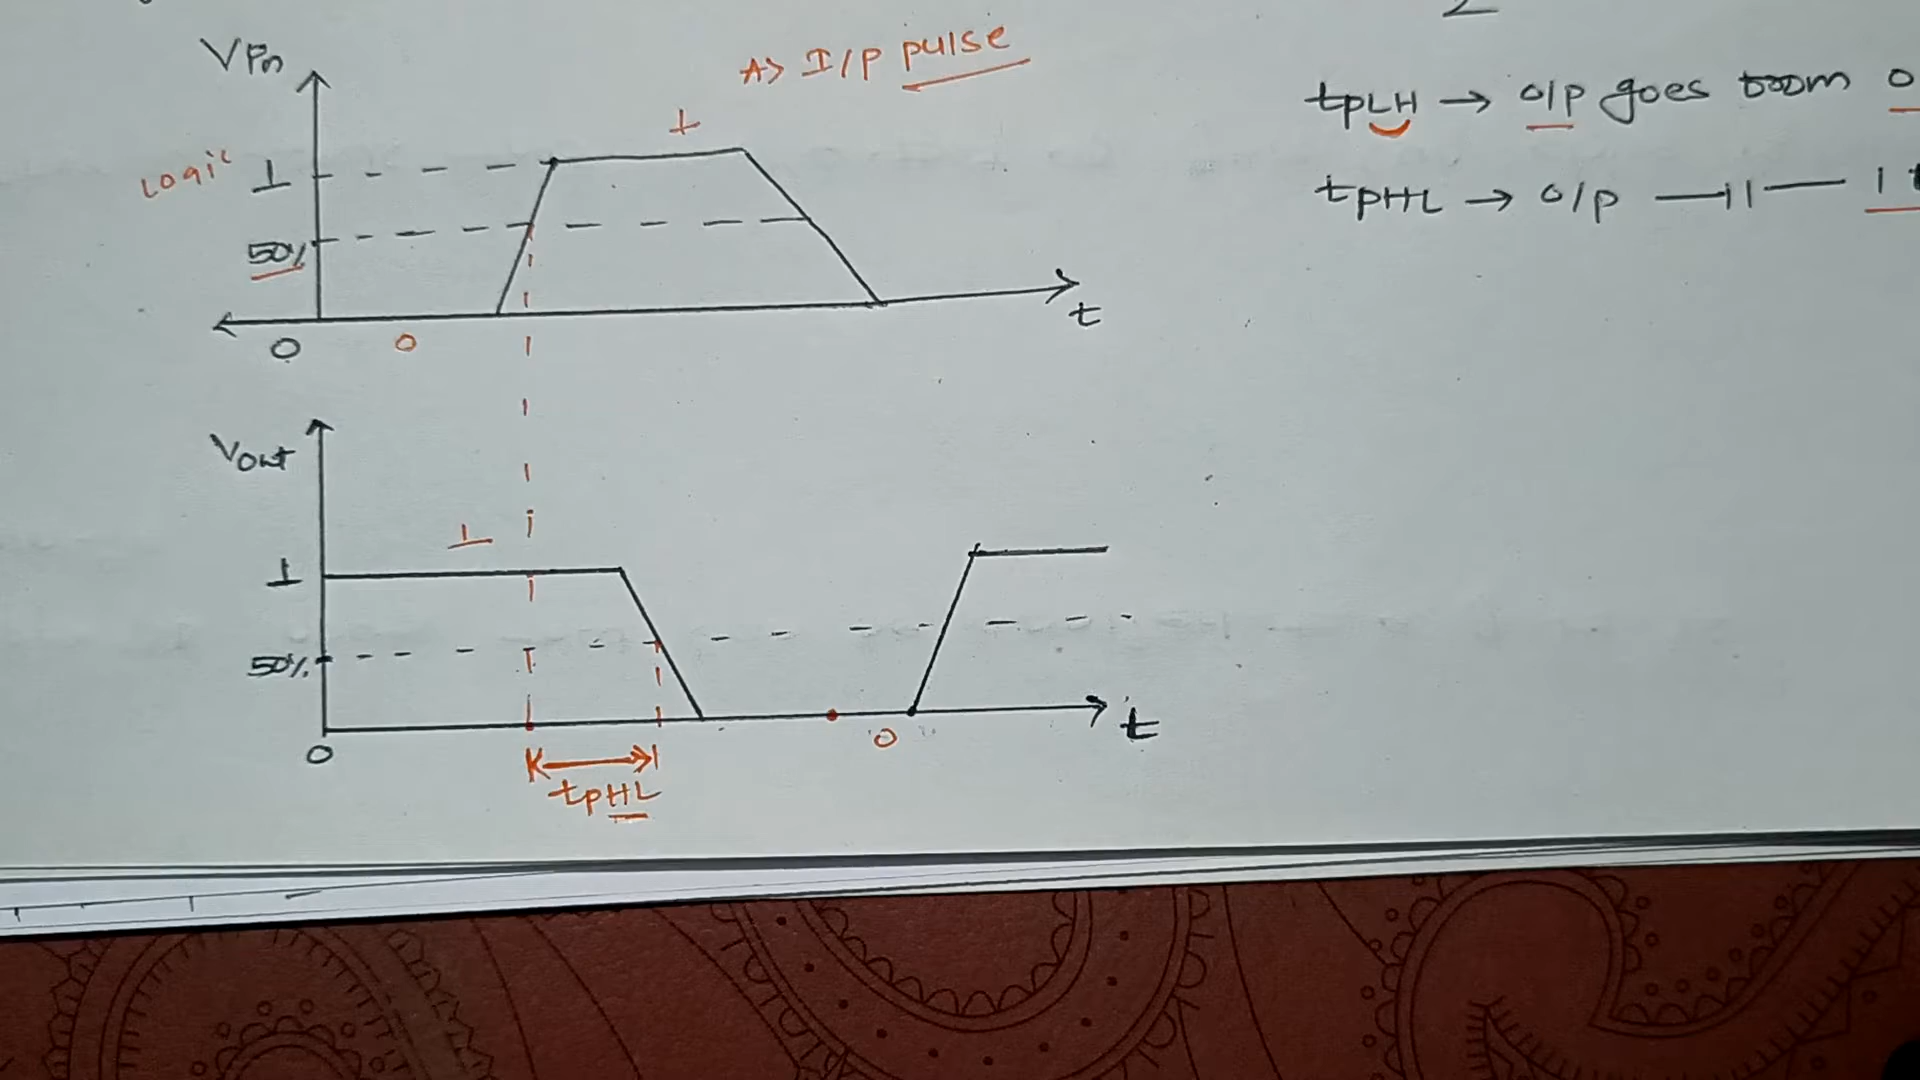 Vin
A> I/P pulse
1
Logic 1
50%
0 0
t
tpLH → O/P goes from 0
tpHL → O/P —||— 1 t
Vout
1
1
50%
0
0
t
tpHL